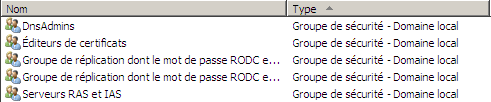 Nom Type
DnsAdmins Groupe de sécurité - Domaine local
Éditeurs de certificats Groupe de sécurité - Domaine local
Groupe de réplication dont le mot de passe RODC e... Groupe de sécurité - Domaine local
Groupe de réplication dont le mot de passe RODC e... Groupe de sécurité - Domaine local
Serveurs RAS et IAS Groupe de sécurité - Domaine local